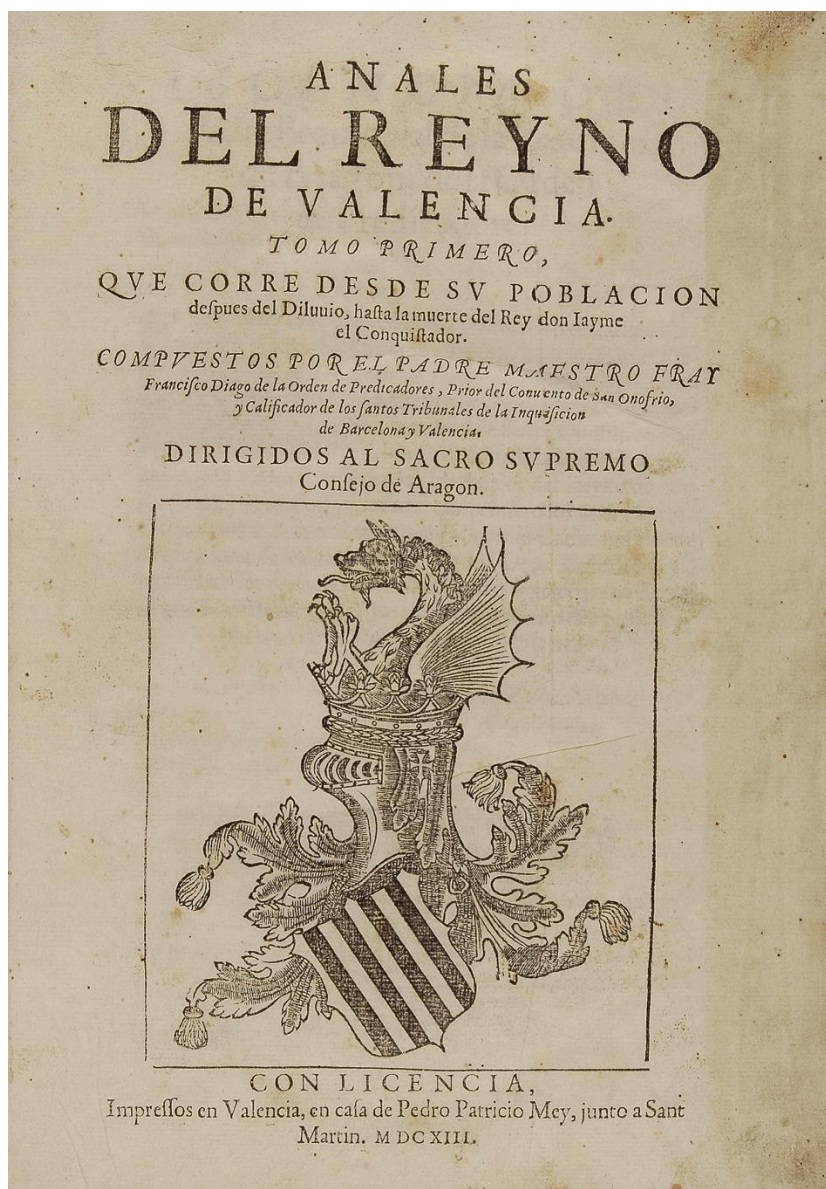 ANALES
DEL REYNO
DE VALENCIA.
TOMO PRIMERO,
QVE CORRE DESDE SV POBLACION
deſpues del Diluuio, haſta la muerte del Rey don Iayme
el Conquiſtador.
COMPVESTOS POR EL PADRE MAESTRO FRAY
Franciſco Diago de la Orden de Predicadores, Prior del Conuento de San Onofrio,
y Calificador de los ſantos Tribunales de la Inquiſicion
de Barcelona y Valencia.
DIRIGIDOS AL SACRO SVPREMO
Conſejo de Aragon.
CON LICENCIA,
Impreſſos en Valencia, en caſa de Pedro Patricio Mey, junto a Sant
Martin. M DC XIII.